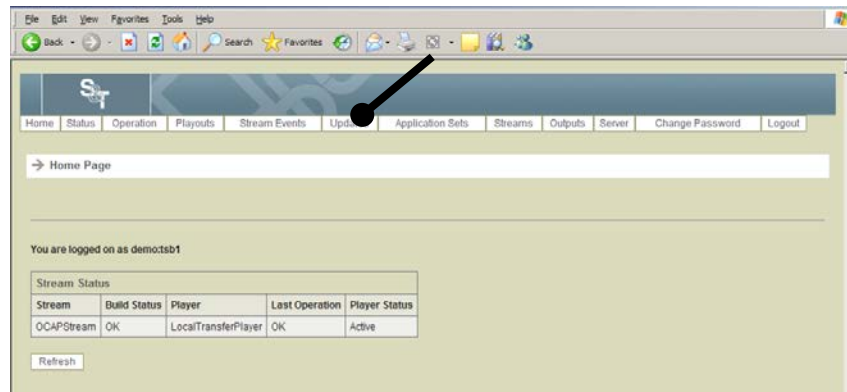 File Edit View Favorites Tools Help
Back Search Favorites
S&T
Home Status Operation Playouts Stream Events Application Sets Streams Outputs Server Change Password Logout
Home Page
You are logged on as demo:tsb1
Stream Status
Stream Build Status Player Last Operation Player Status
OCAPStream OK LocalTransferPlayer OK Active
Refresh